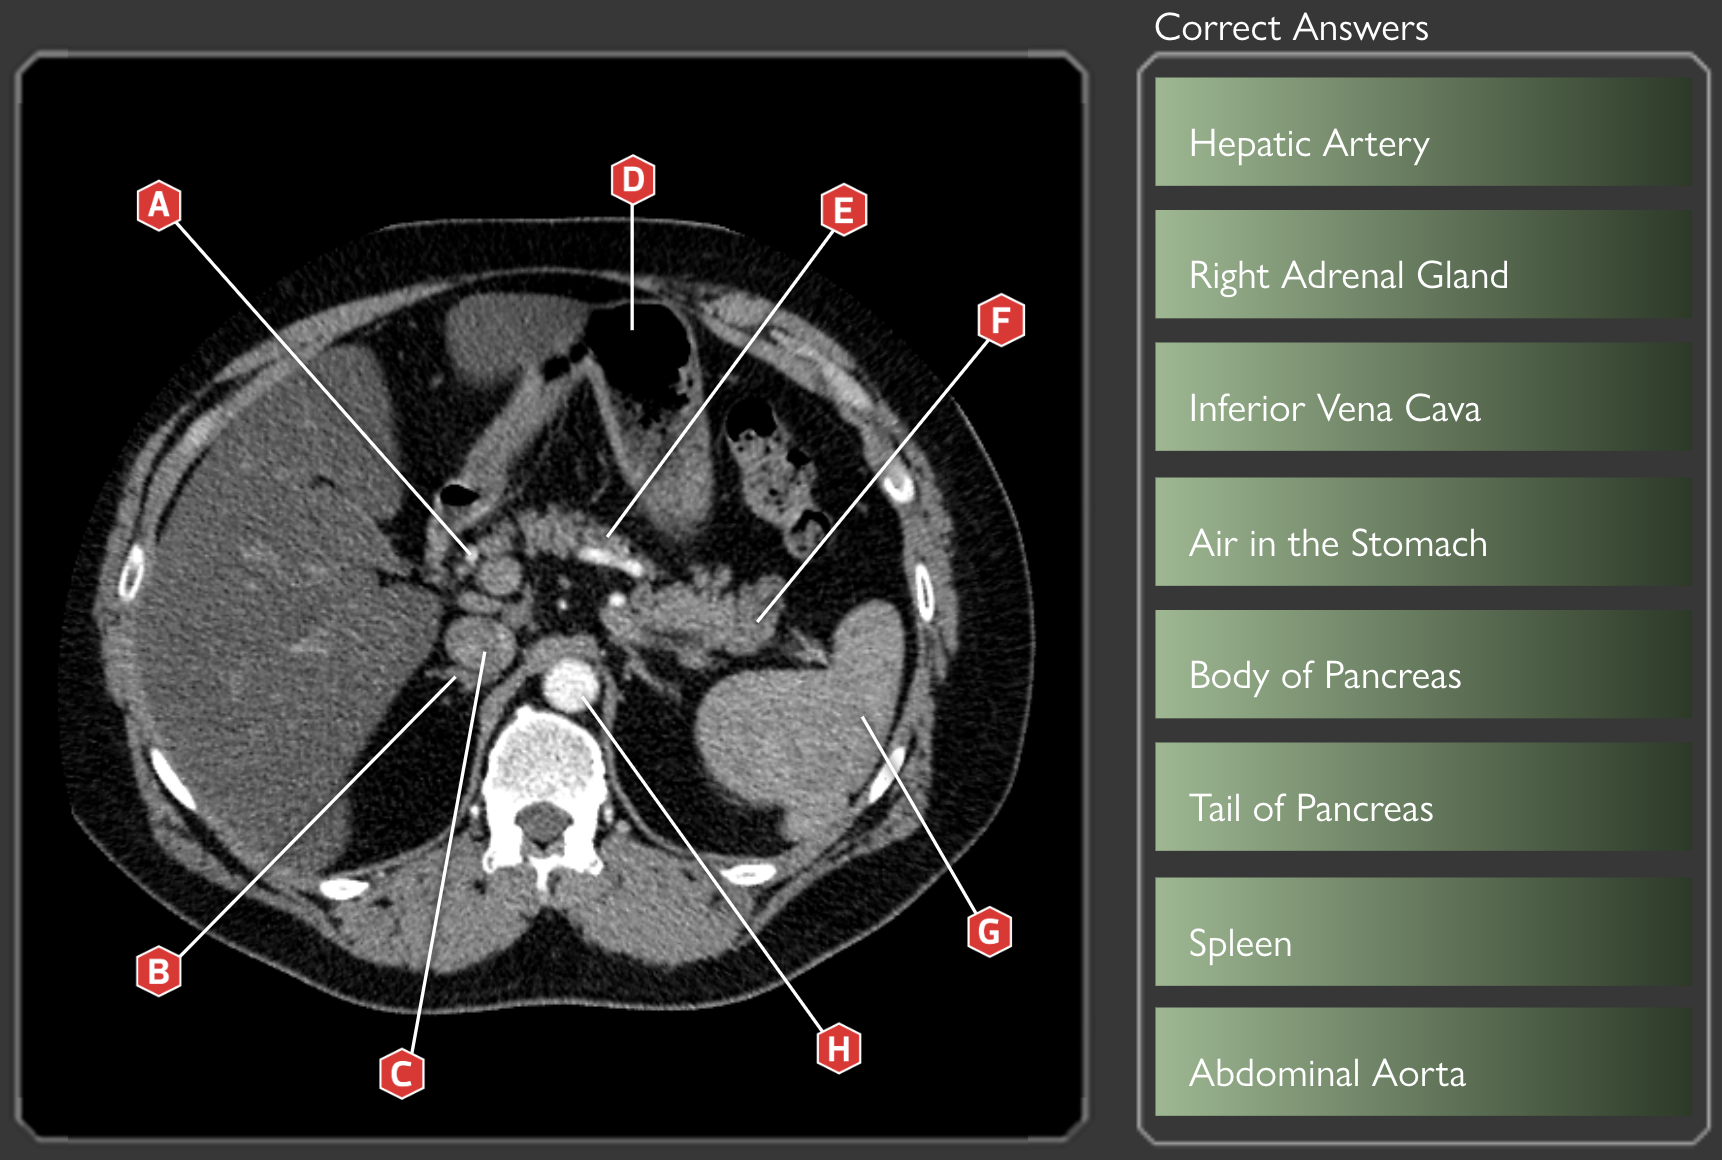 Correct Answers
A
D
E
F
B
C
H
G
Hepatic Artery
Right Adrenal Gland
Inferior Vena Cava
Air in the Stomach
Body of Pancreas
Tail of Pancreas
Spleen
Abdominal Aorta